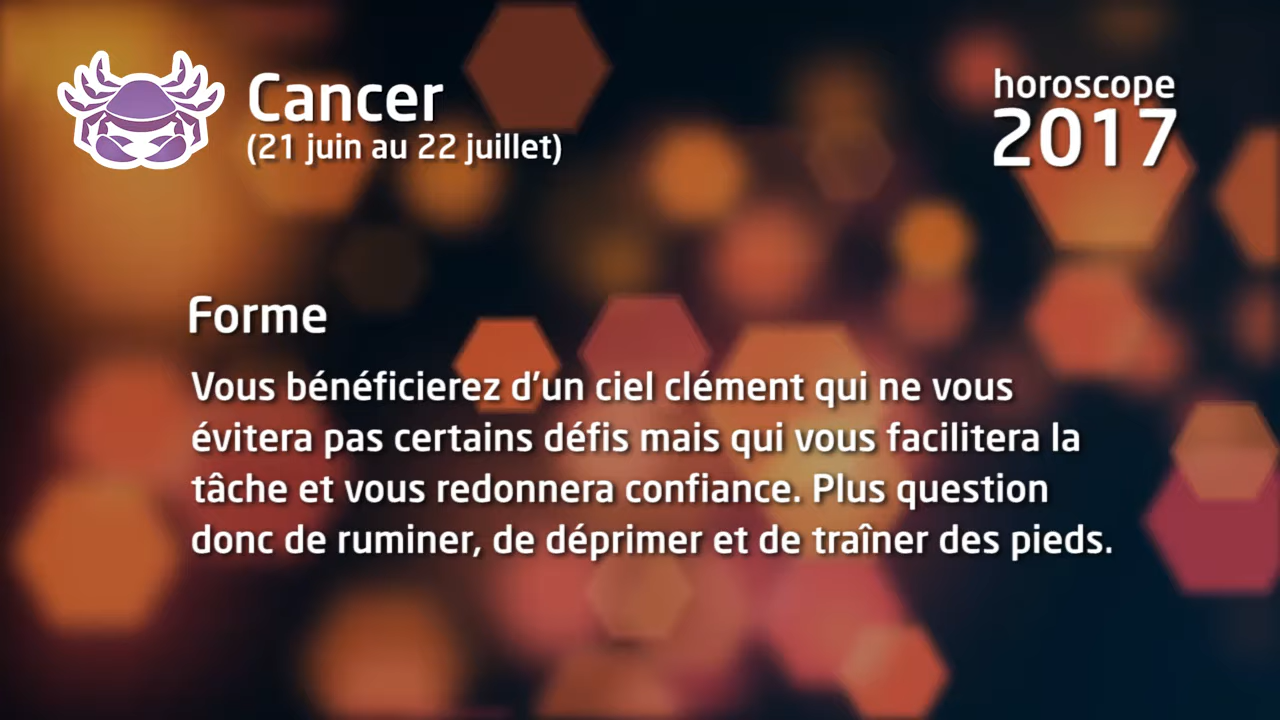 Cancer
(21 juin au 22 juillet)
horoscope
2017
Forme
Vous bénéficierez d'un ciel clément qui ne vous
évitera pas certains défis mais qui vous facilitera la
tâche et vous redonnera confiance. Plus question
donc de ruminer, de déprimer et de traîner des pieds.